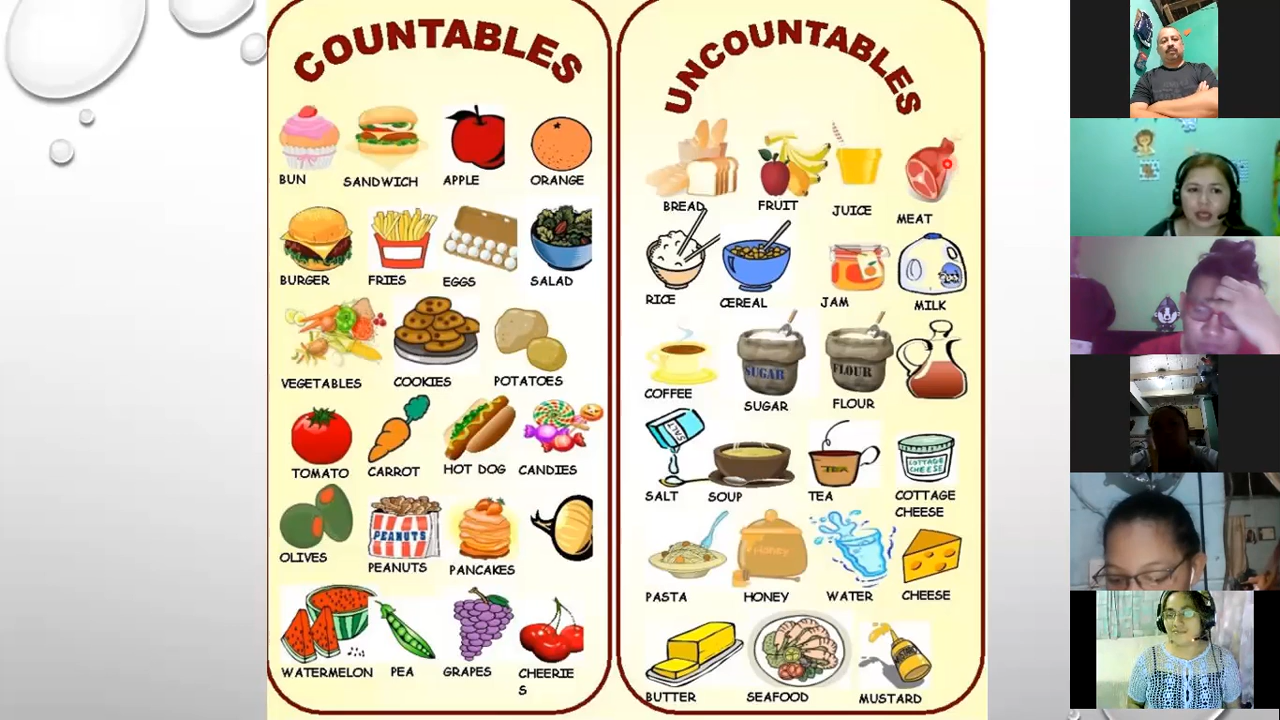 COUNTABLES
BUN
SANDWICH
APPLE
ORANGE
BURGER
FRIES
EGGS
SALAD
VEGETABLES
COOKIES
POTATOES
TOMATO
CARROT
HOT DOG
CANDIES
OLIVES
PEANUTS
PEANUTS
PANCAKES
WATERMELON
PEA
GRAPES
CHEERIE
S
UNCOUNTABLES
BREAD
FRUIT
JUICE
MEAT
RICE
CEREAL
JAM
MILK
COFFEE
SUGAR
SUGAR
FLOUR
FLOUR
SALT
SALT
SOUP
TEA
TEA
COTTAGE
CHEESE
COTTAGE
CHEESE
PASTA
Honey
HONEY
WATER
CHEESE
BUTTER
SEAFOOD
MUSTARD